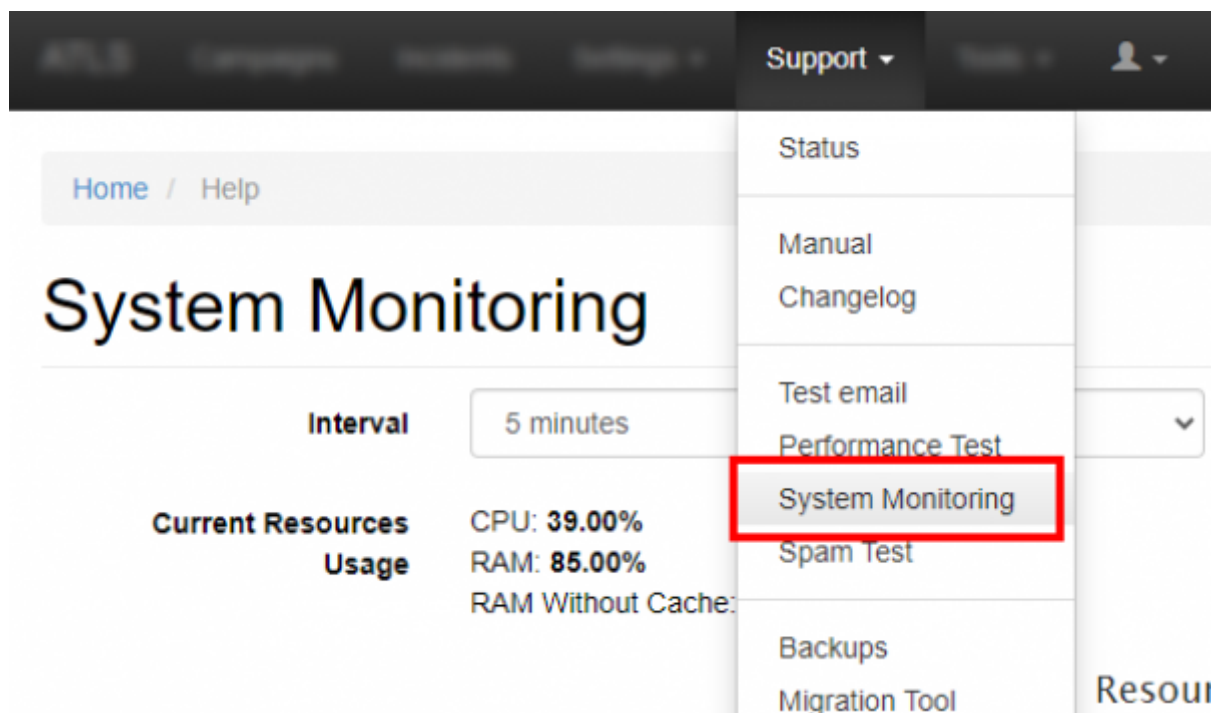 Support
Home / Help
System Monitoring
Interval
5 minutes
Current Resources
Usage
CPU: 39.00%
RAM: 85.00%
RAM Without Cache:
Status
Manual
Changelog
Test email
Performance Test
System Monitoring
Spam Test
Backups
Migration Tool